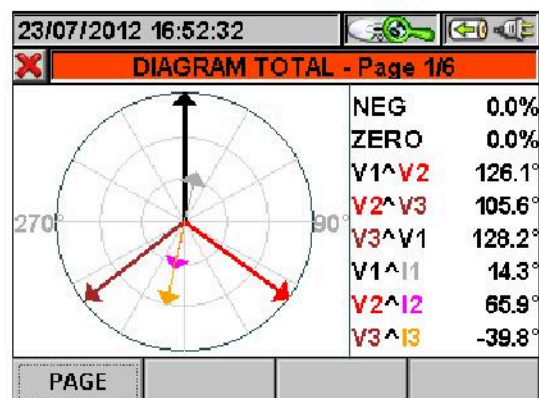 23/07/2012 16:52:32
DIAGRAM TOTAL - Page 1/6
NEG 0.0%
ZERO 0.0%
V1^V2 126.1°
V2^V3 105.6°
V3^V1 128.2°
V1^I1 14.3°
V2^I2 65.9°
V3^I3 -39.8°
270°
90°
PAGE